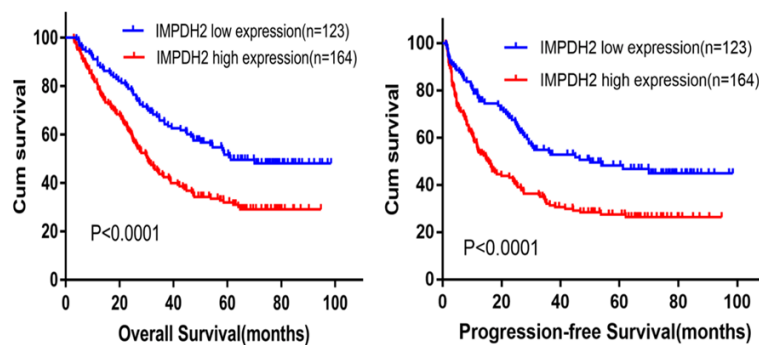 IMPDH2 low expression(n=123)
IMPDH2 high expression(n=164)
100
80
60
40
20
0
Cum survival
P<0.0001
0 20 40 60 80 100
Overall Survival(months)
IMPDH2 low expression(n=123)
IMPDH2 high expression(n=164)
100
80
60
40
20
0
Cum survival
P<0.0001
0 20 40 60 80 100
Progression-free Survival(months)